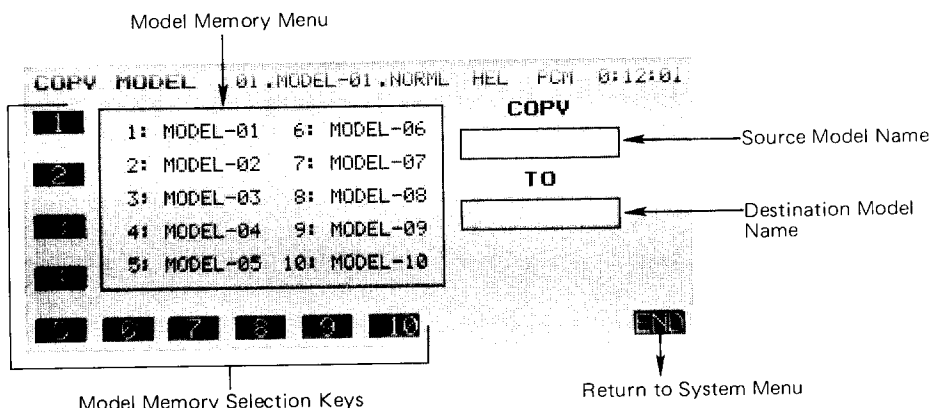 Model Memory Menu
COPY MODEL 01.MODEL-01.NORML HEL PCM 0:12:01
COPY
1
1: MODEL-01 6: MODEL-06
Source Model Name
2
2: MODEL-02 7: MODEL-07
TO
3: MODEL-03 8: MODEL-08
Destination Model Name
4: MODEL-04 9: MODEL-09
5: MODEL-05 10: MODEL-10
5 6 7 8 9 10
END
Model Memory Selection Keys
Return to System Menu